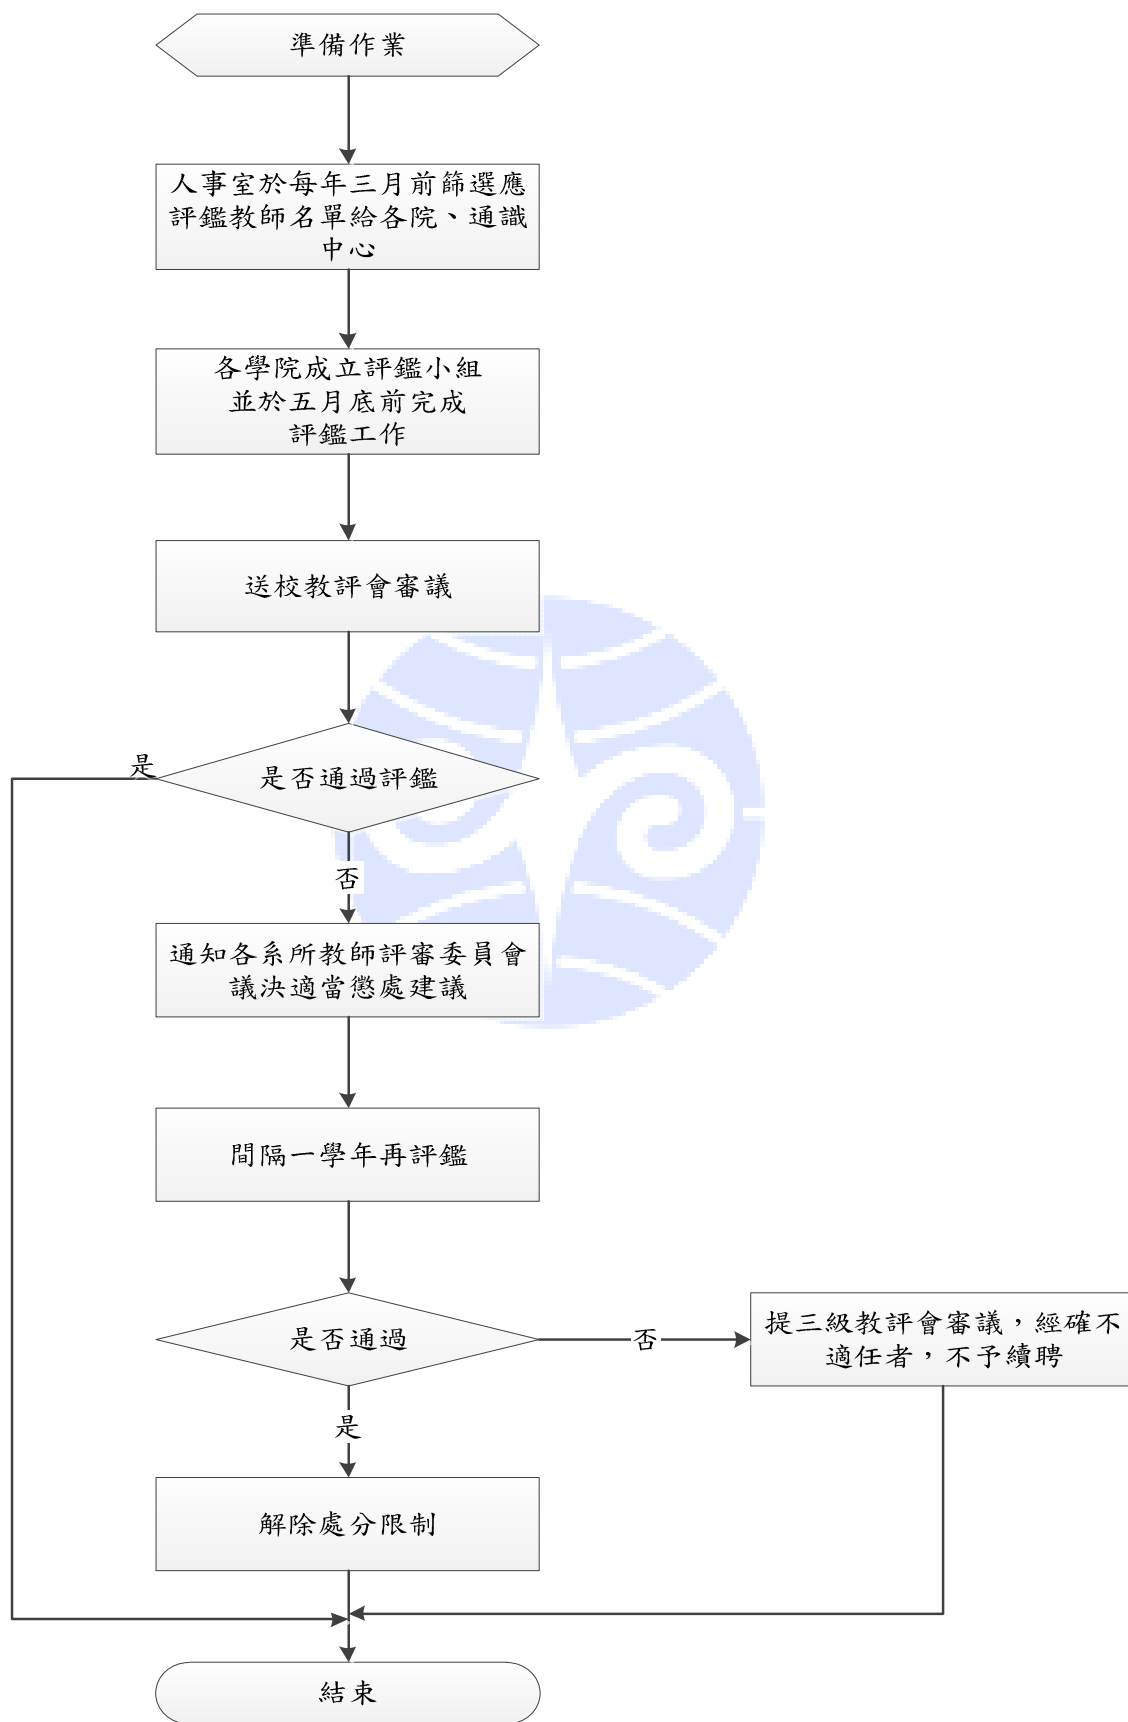 準備作業
人事室於每年三月前篩選應
評鑑教師名單給各院、通識
中心
各學院成立評鑑小組
並於五月底前完成
評鑑工作
送校教評會審議
是
是否通過評鑑
否
通知各系所教師評審委員會
議決適當懲處建議
間隔一學年再評鑑
是否通過
否
提三級教評會審議，經確不
適任者，不予續聘
是
解除處分限制
結束